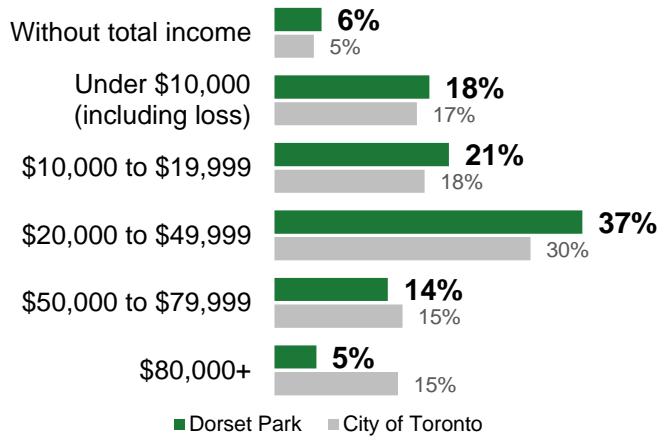 Without total income
6%
5%
Under $10,000
(including loss)
18%
17%
$10,000 to $19,999
21%
18%
$20,000 to $49,999
37%
30%
$50,000 to $79,999
14%
15%
$80,000+
5%
15%
Dorset Park City of Toronto